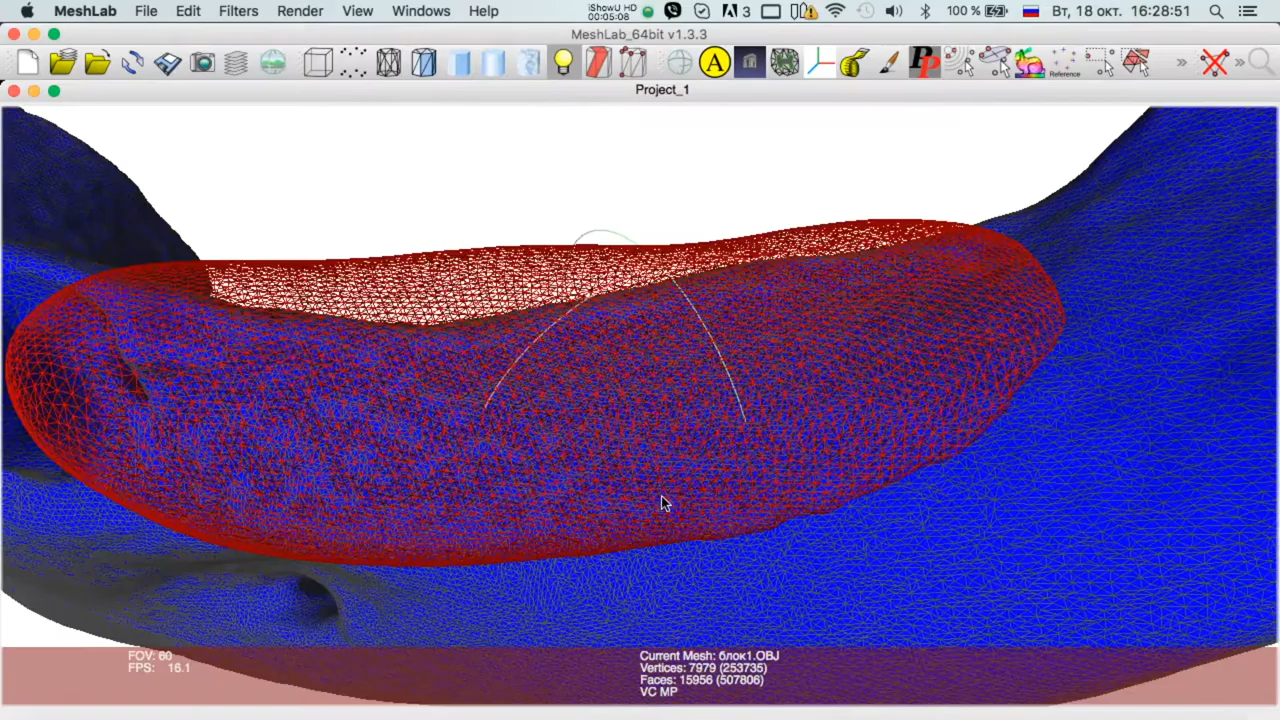 MeshLab File Edit Filters Render View Windows Help iShowU HD 00:05:08 3 100 % Вт, 18 окт. 16:28:51
MeshLab_64bit v1.3.3
A PP Reference
Project_1
FOV: 60
FPS: 16.1
Current Mesh: блок1.OBJ
Vertices: 7979 (253735)
Faces: 15956 (507806)
VC MP